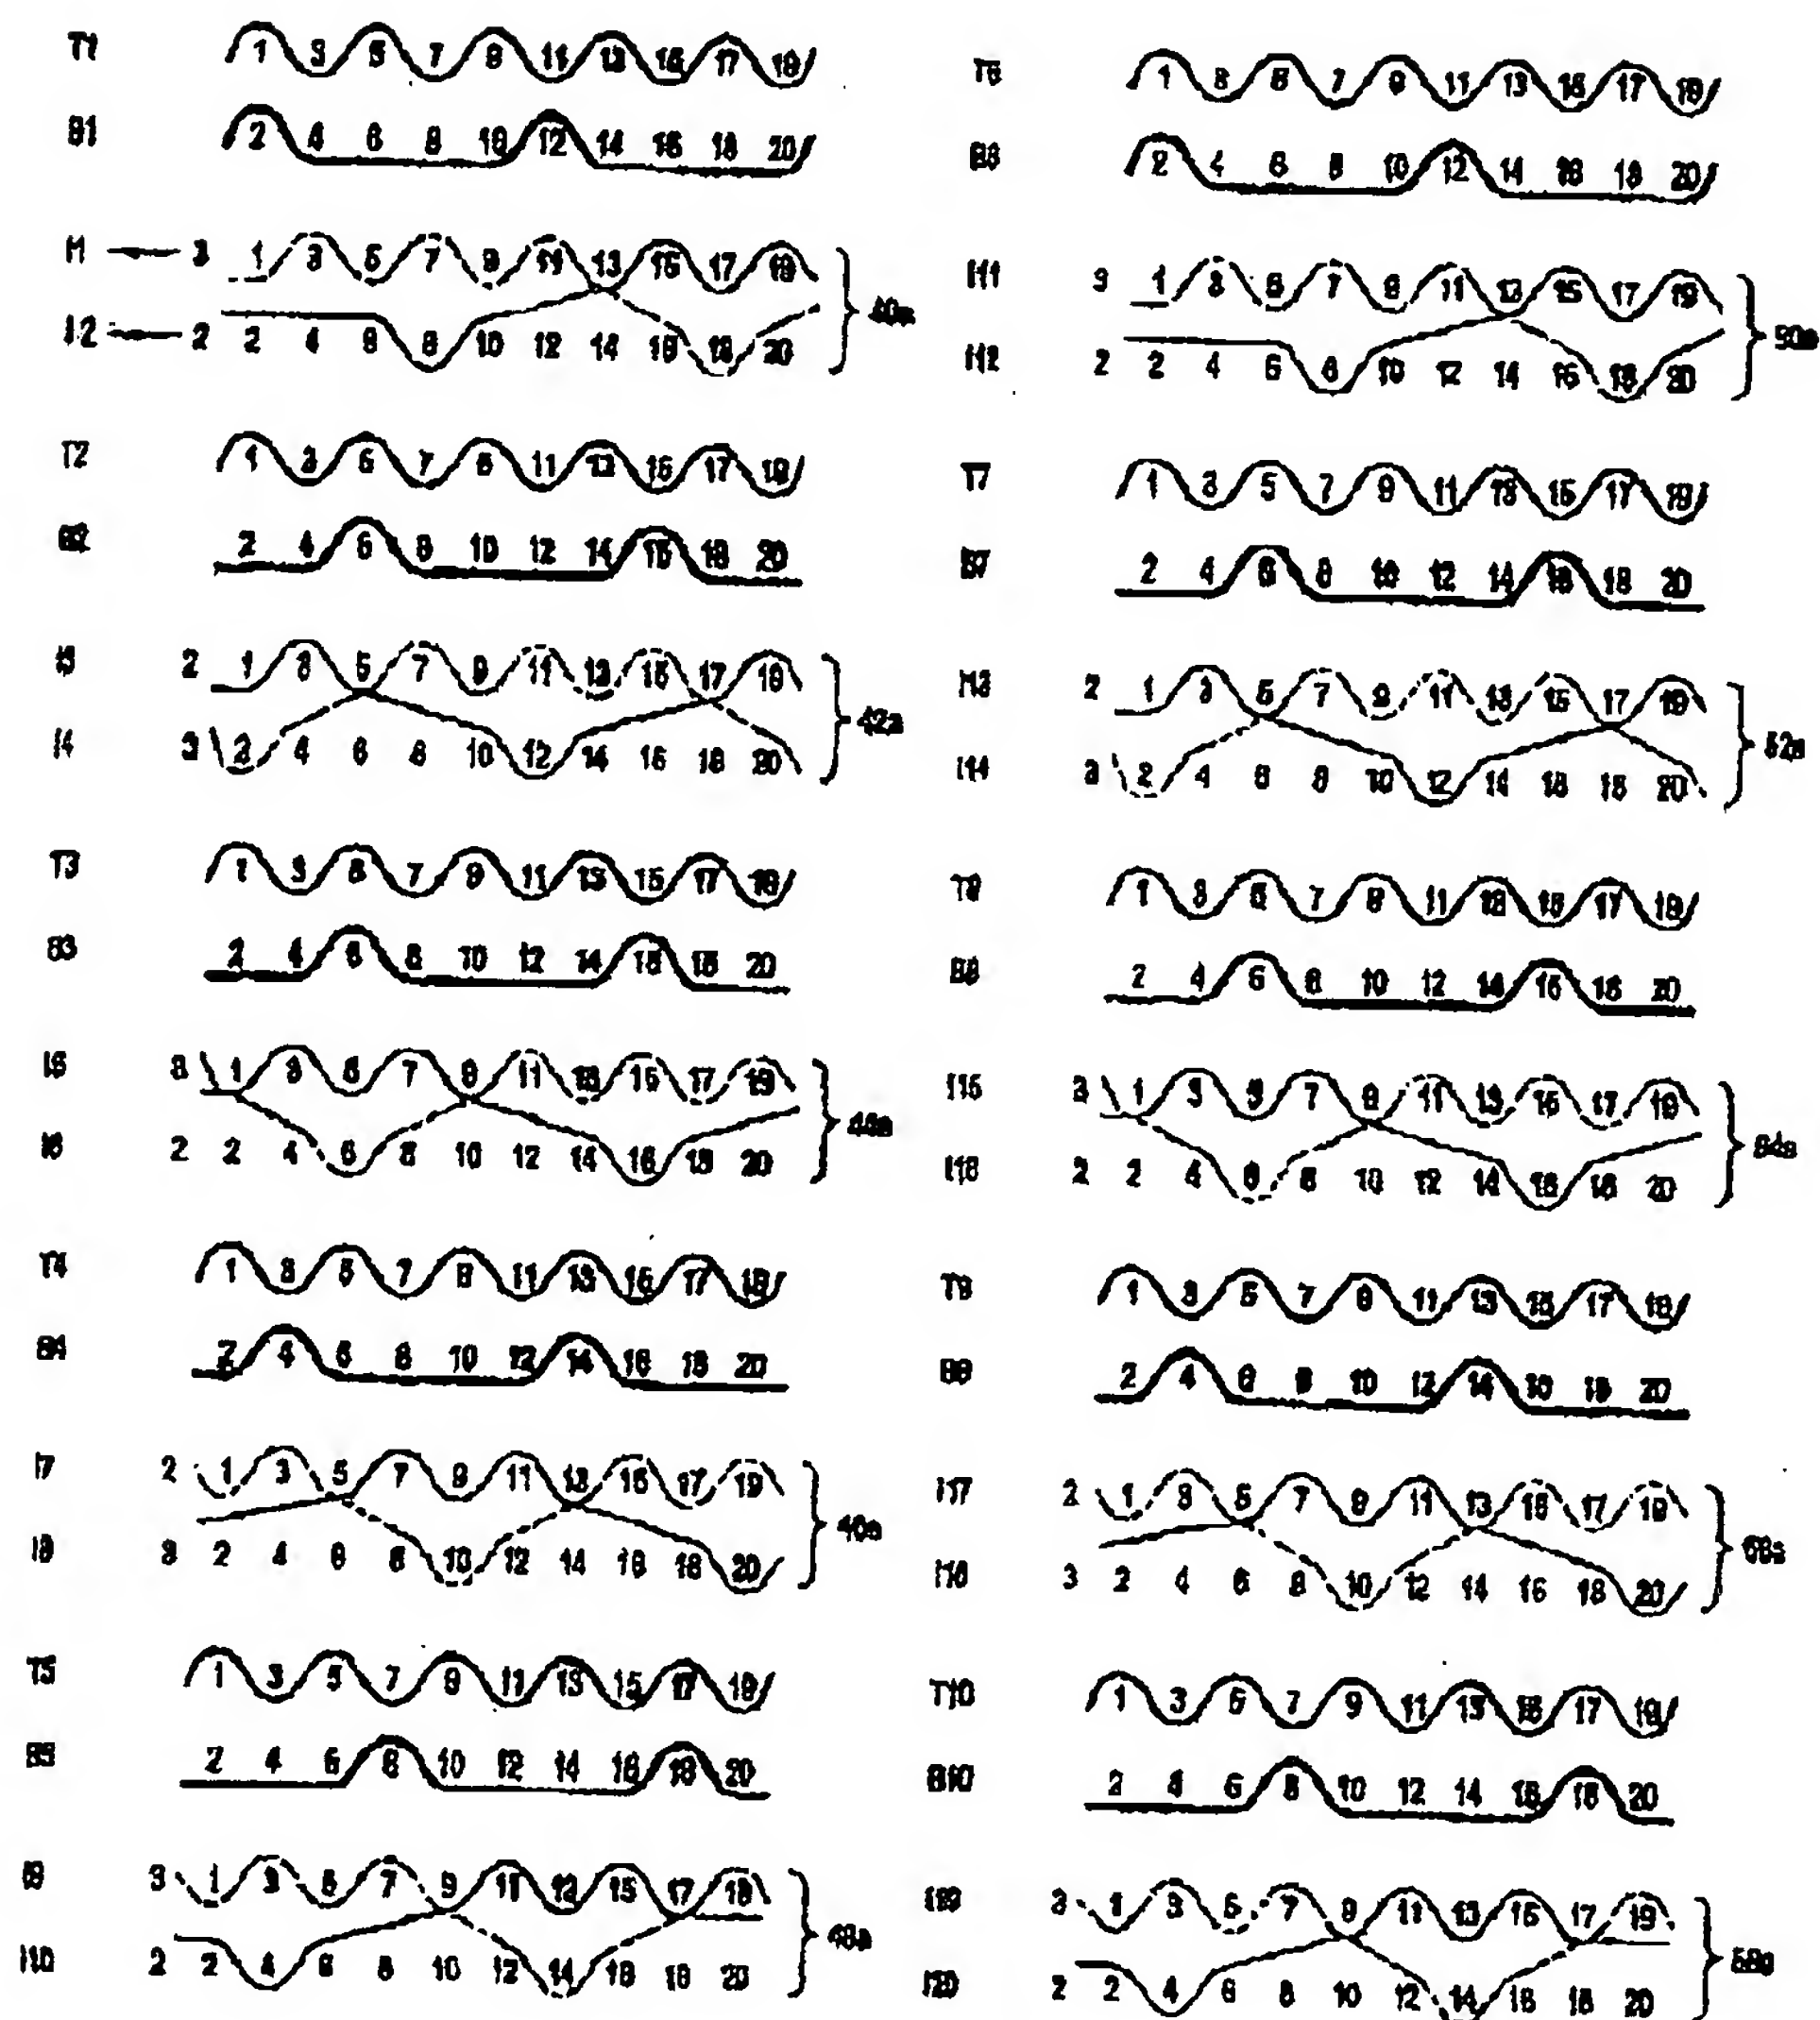 T1 1 3 5 7 9 11 13 15 17 19
B1 2 4 6 8 10 12 14 16 18 20
I1 3 1 3 5 7 9 11 13 15 17 19
I2 2 2 4 6 8 10 12 14 16 18 20
40a
T2 1 3 5 7 9 11 13 15 17 19
B2 2 4 6 8 10 12 14 16 18 20
I3 2 1 3 5 7 9 11 13 15 17 19
I4 3 2 4 6 8 10 12 14 16 18 20
42a
T3 1 3 5 7 9 11 13 15 17 19
B3 2 4 6 8 10 12 14 16 18 20
I5 3 1 3 5 7 9 11 13 15 17 19
I6 2 2 4 6 8 10 12 14 16 18 20
44a
T4 1 3 5 7 9 11 13 15 17 19
B4 2 4 6 8 10 12 14 16 18 20
I7 2 1 3 5 7 9 11 13 15 17 19
I8 3 2 4 6 8 10 12 14 16 18 20
46a
T5 1 3 5 7 9 11 13 15 17 19
B5 2 4 6 8 10 12 14 16 18 20
I9 3 1 3 5 7 9 11 13 15 17 19
I10 2 2 4 6 8 10 12 14 16 18 20
48a
T6 1 3 5 7 9 11 13 15 17 19
B6 2 4 6 8 10 12 14 16 18 20
I11 3 1 3 5 7 9 11 13 15 17 19
I12 2 2 4 6 8 10 12 14 16 18 20
50a
T7 1 3 5 7 9 11 13 15 17 19
B7 2 4 6 8 10 12 14 16 18 20
I13 2 1 3 5 7 9 11 13 15 17 19
I14 3 2 4 6 8 10 12 14 16 18 20
52a
T8 1 3 5 7 9 11 13 15 17 19
B8 2 4 6 8 10 12 14 16 18 20
I15 3 1 3 5 7 9 11 13 15 17 19
I16 2 2 4 6 8 10 12 14 16 18 20
54a
T9 1 3 5 7 9 11 13 15 17 19
B9 2 4 6 8 10 12 14 16 18 20
I17 2 1 3 5 7 9 11 13 15 17 19
I18 3 2 4 6 8 10 12 14 16 18 20
56a
T10 1 3 5 7 9 11 13 15 17 19
B10 2 4 6 8 10 12 14 16 18 20
I19 3 1 3 5 7 9 11 13 15 17 19
I20 2 2 4 6 8 10 12 14 16 18 20
58a